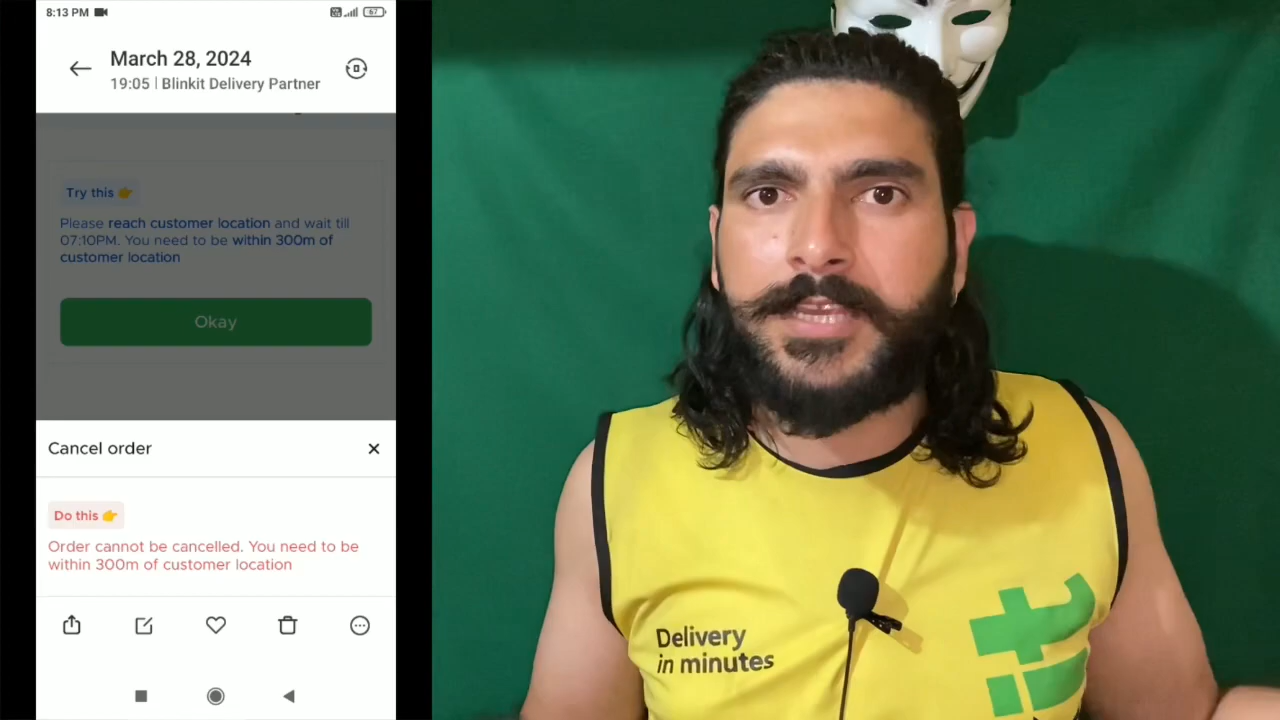 8:13 PM
67
March 28, 2024
19:05 | Blinkit Delivery Partner
Try this 👉
Please reach customer location and wait till
07:10PM. You need to be within 300m of
customer location
Okay
Cancel order
Do this 👉
Order cannot be cancelled. You need to be
within 300m of customer location
Delivery
in minutes